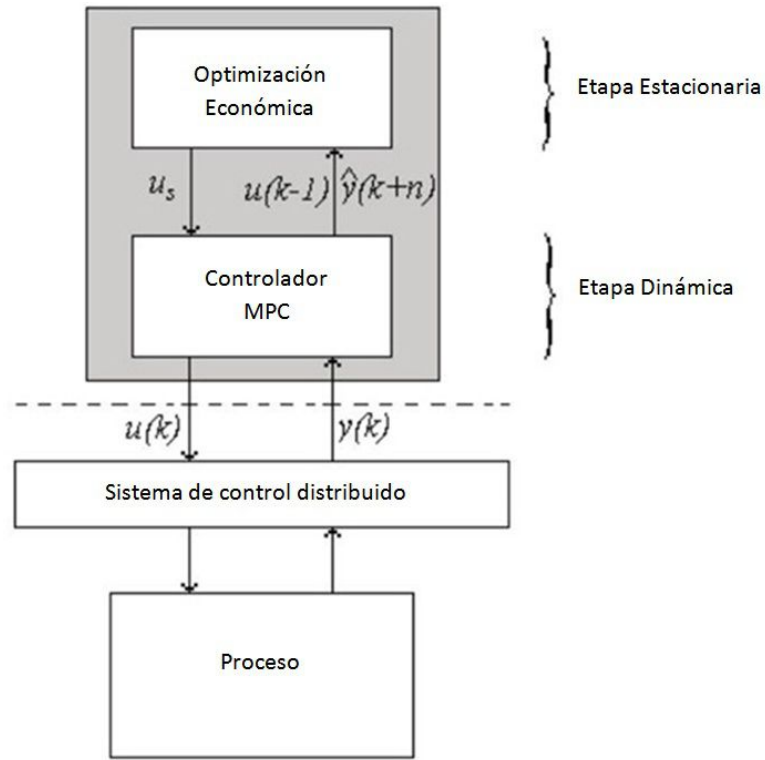 Optimización
Económica
Etapa Estacionaria
u_s
u(k-1)
ŷ(k+n)
Controlador
MPC
Etapa Dinámica
u(k)
y(k)
Sistema de control distribuido
Proceso